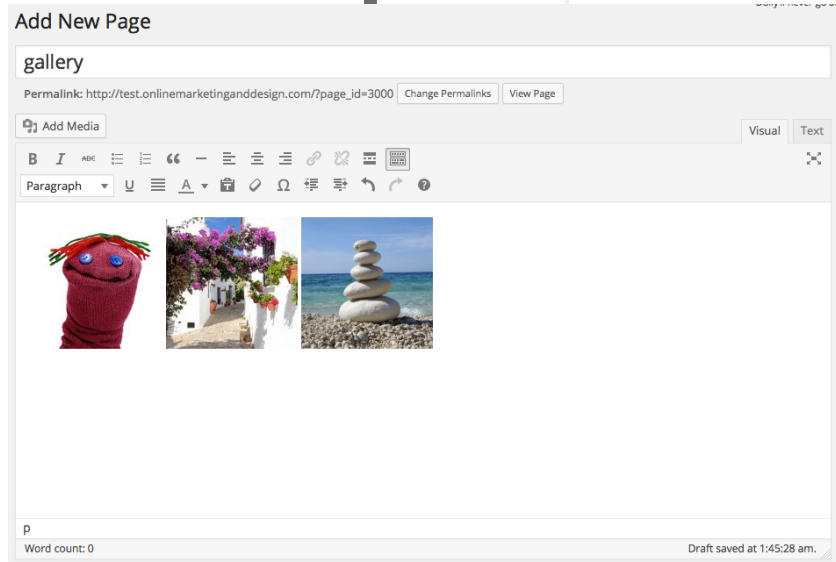 Add New Page
gallery
Permalink: http://test.onlinemarketinganddesign.com/?page_id=3000 Change Permalinks View Page
Add Media
Visual Text
B I ABC
Paragraph U A Ω
p
Word count: 0
Draft saved at 1:45:28 am.